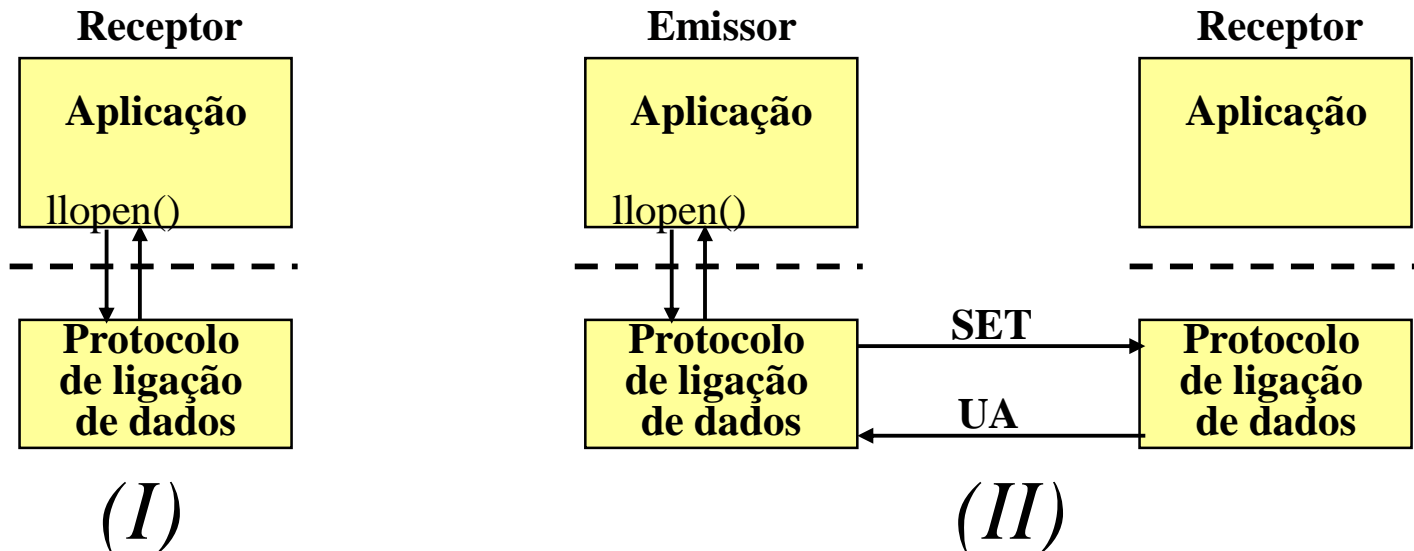 Receptor
Aplicação
llopen()
Protocolo
de ligação
de dados
(I)
Emissor
Aplicação
llopen()
Protocolo
de ligação
de dados
SET
UA
Receptor
Aplicação
Protocolo
de ligação
de dados
(II)